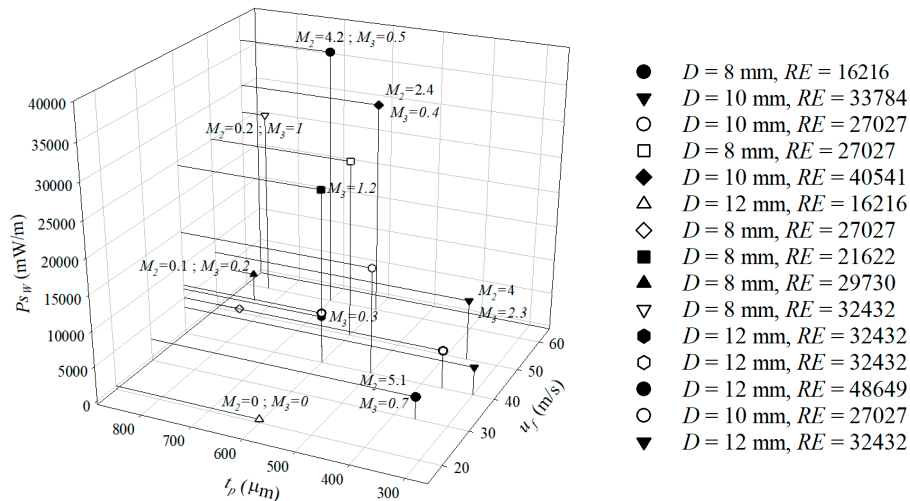 M2=4.2 ; M3=0.5
M2=2.4
M3=0.4
M2=0.2 ; M3=1
M3=1.2
M2=0.1 ; M3=0.2
M2=4
M3=2.3
M3=0.3
M2=5.1
M3=0.7
M2=0 ; M3=0
PsW (mW/m)
40000
35000
30000
25000
20000
15000
10000
5000
0
800
700
600
500
400
300
tp (μm)
20
30
40
50
60
uf (m/s)
D = 8 mm, RE = 16216
D = 10 mm, RE = 33784
D = 10 mm, RE = 27027
D = 8 mm, RE = 27027
D = 10 mm, RE = 40541
D = 12 mm, RE = 16216
D = 8 mm, RE = 27027
D = 8 mm, RE = 21622
D = 8 mm, RE = 29730
D = 8 mm, RE = 32432
D = 12 mm, RE = 32432
D = 12 mm, RE = 32432
D = 12 mm, RE = 48649
D = 10 mm, RE = 27027
D = 12 mm, RE = 32432